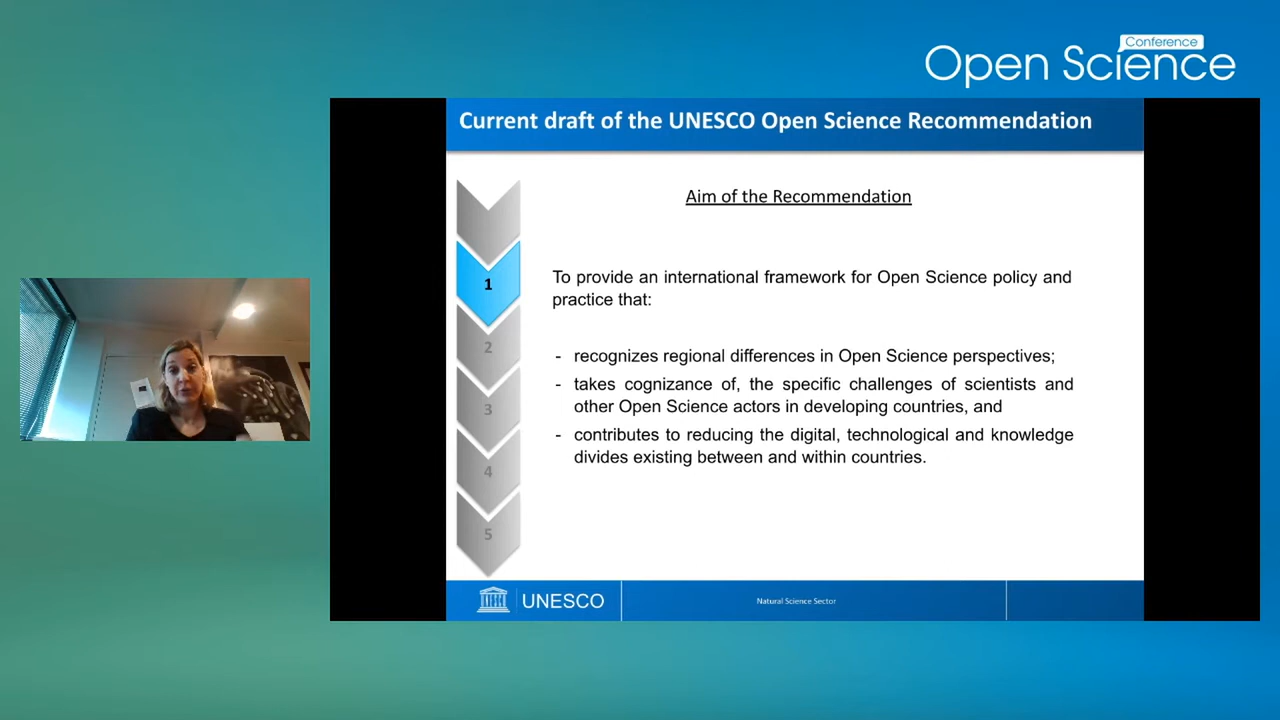 Conference
Open Science
Current draft of the UNESCO Open Science Recommendation
Aim of the Recommendation
1
2
3
4
5
To provide an international framework for Open Science policy and
practice that:
- recognizes regional differences in Open Science perspectives;
- takes cognizance of, the specific challenges of scientists and
other Open Science actors in developing countries, and
- contributes to reducing the digital, technological and knowledge
divides existing between and within countries.
UNESCO
Natural Science Sector